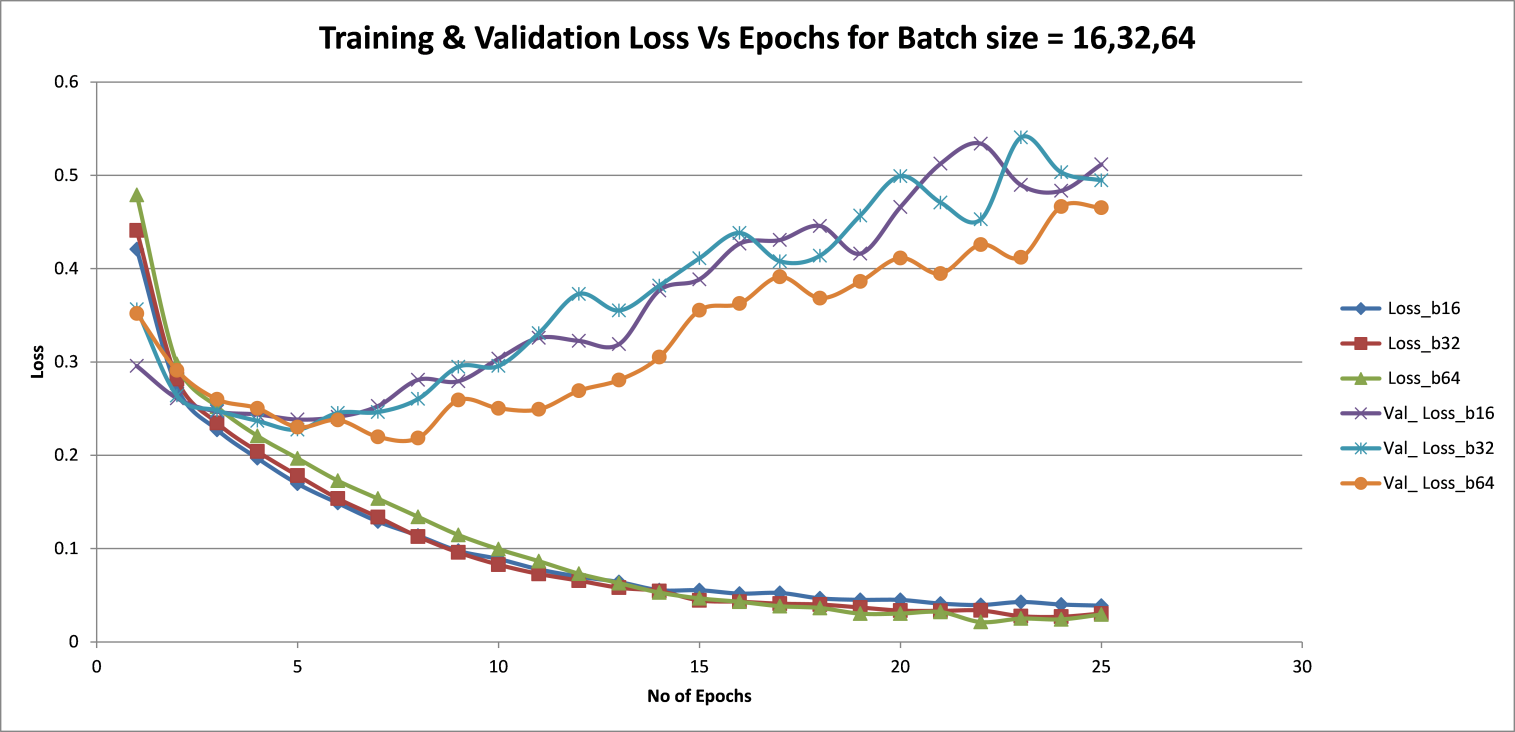 Training & Validation Loss Vs Epochs for Batch size = 16,32,64
0.6
0.5
0.4
0.3
0.2
0.1
0
Loss
0 5 10 15 20 25 30
No of Epochs
Loss_b16
Loss_b32
Loss_b64
Val_ Loss_b16
Val_ Loss_b32
Val_ Loss_b64